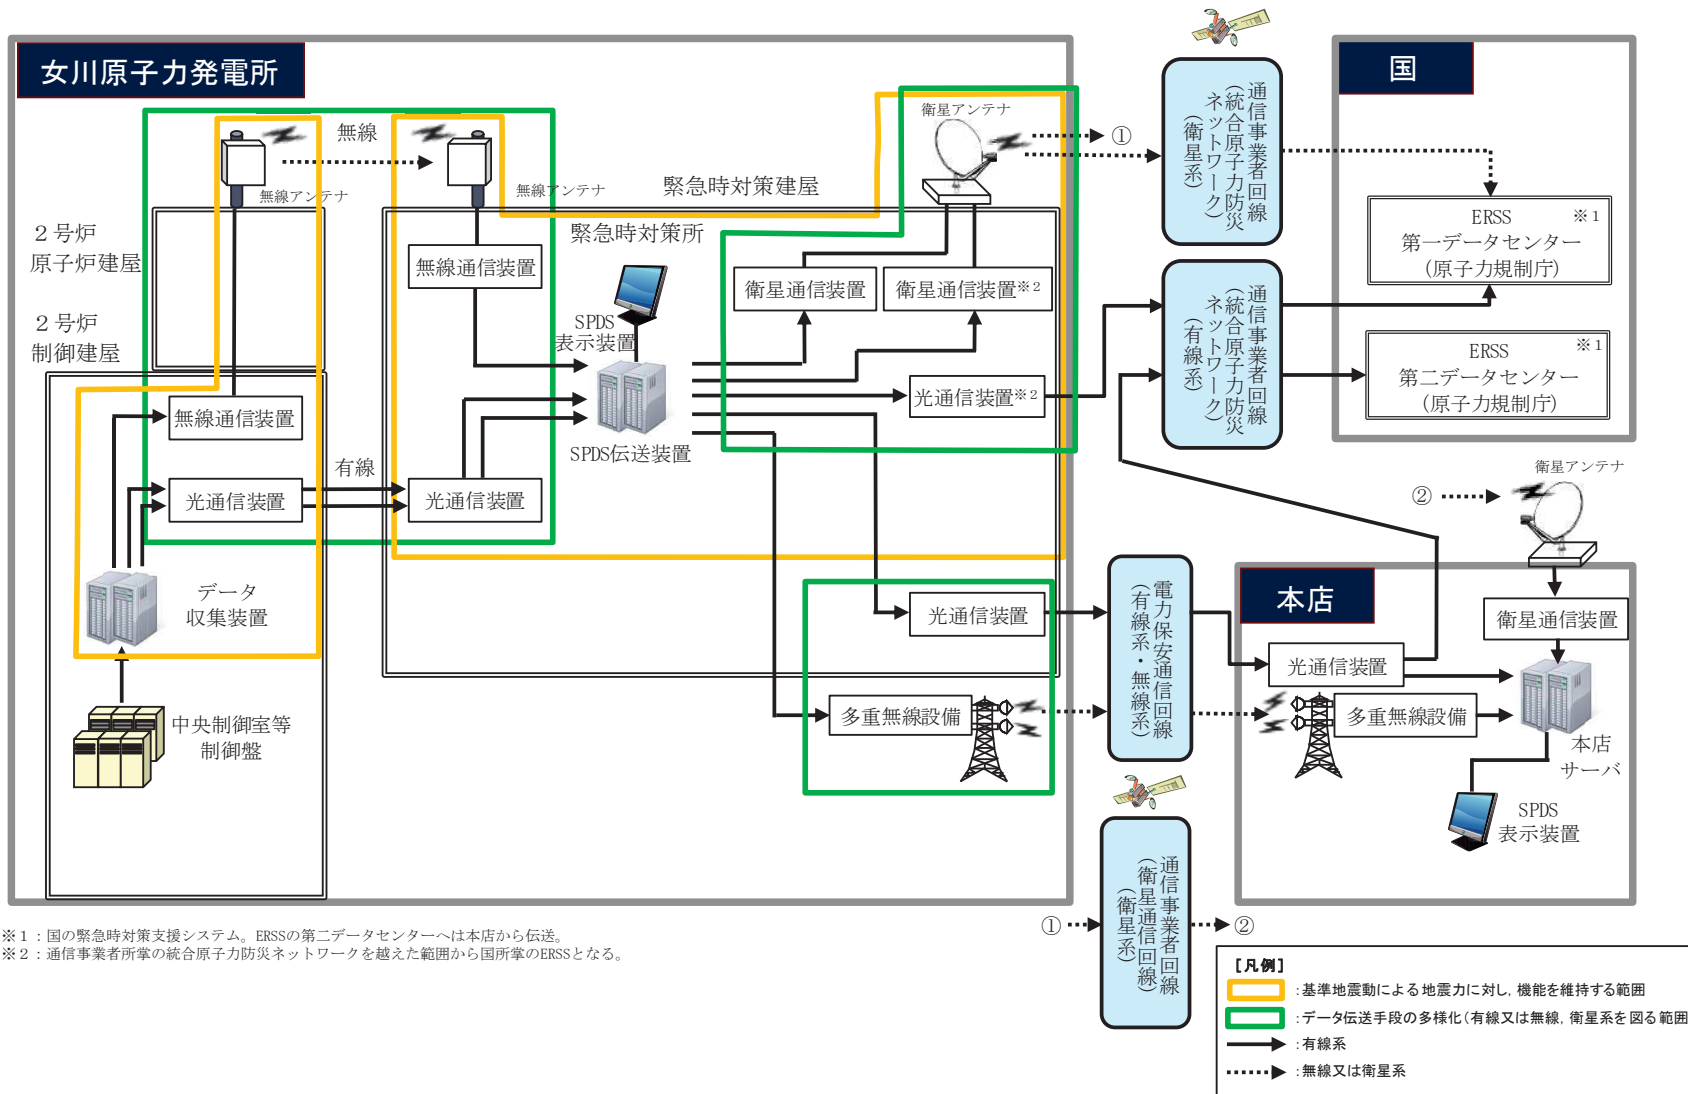 女川原子力発電所
国
無線
無線アンテナ
無線アンテナ
緊急時対策建屋
衛星アンテナ
①
通信事業者回線
(統合原子力防災
ネットワーク)
(衛星系)
ERSS ※1
第一データセンター
(原子力規制庁)
2号炉
原子炉建屋
緊急時対策所
無線通信装置
衛星通信装置
衛星通信装置※2
SPDS
表示装置
2号炉
制御建屋
通信事業者回線
(統合原子力防災
ネットワーク)
(有線系)
ERSS ※1
第二データセンター
(原子力規制庁)
光通信装置※2
無線通信装置
SPDS伝送装置
有線
光通信装置
光通信装置
衛星アンテナ
②
データ
収集装置
光通信装置
電力保安通信回線
(有線系・無線系)
本店
衛星通信装置
光通信装置
中央制御室等
制御盤
多重無線設備
多重無線設備
本店
サーバ
SPDS
表示装置
①
通信事業者回線
(衛星通信回線)
(衛星系)
②
※1：国の緊急時対策支援システム。ERSSの第二データセンターへは本店から伝送。
※2：通信事業者所掌の統合原子力防災ネットワークを越えた範囲から国所掌のERSSとなる。
[凡例]
：基準地震動による地震力に対し，機能を維持する範囲
：データ伝送手段の多様化(有線又は無線，衛星系を図る範囲
：有線系
：無線又は衛星系